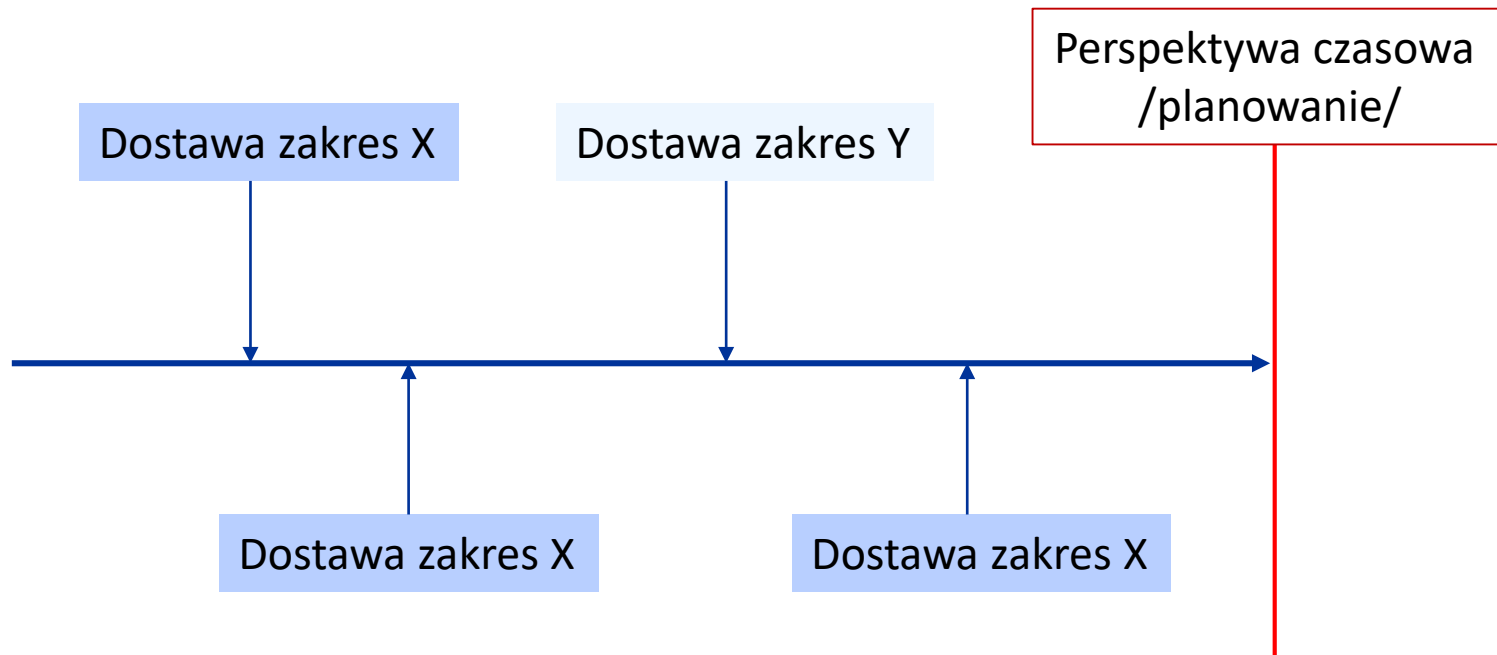 Perspektywa czasowa
/planowanie/
Dostawa zakres X
Dostawa zakres Y
Dostawa zakres X
Dostawa zakres X